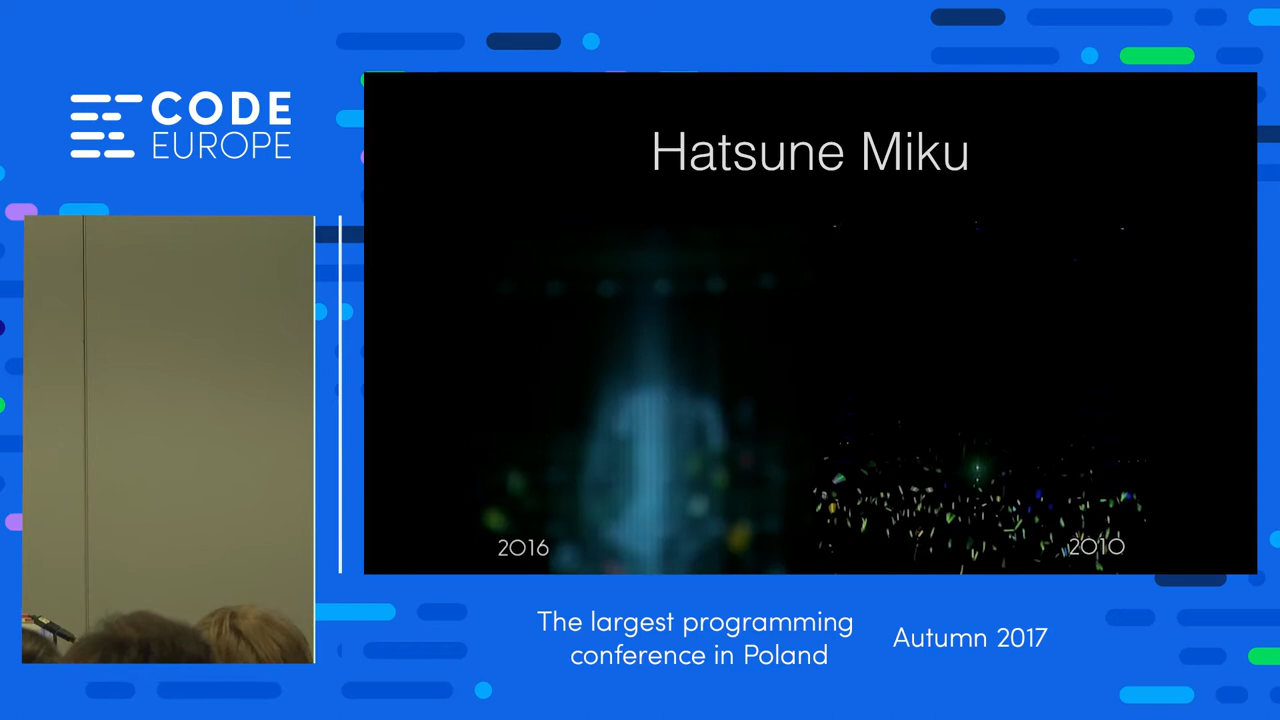 CODE
EUROPE
Hatsune Miku
2016
2010
The largest programming
conference in Poland
Autumn 2017